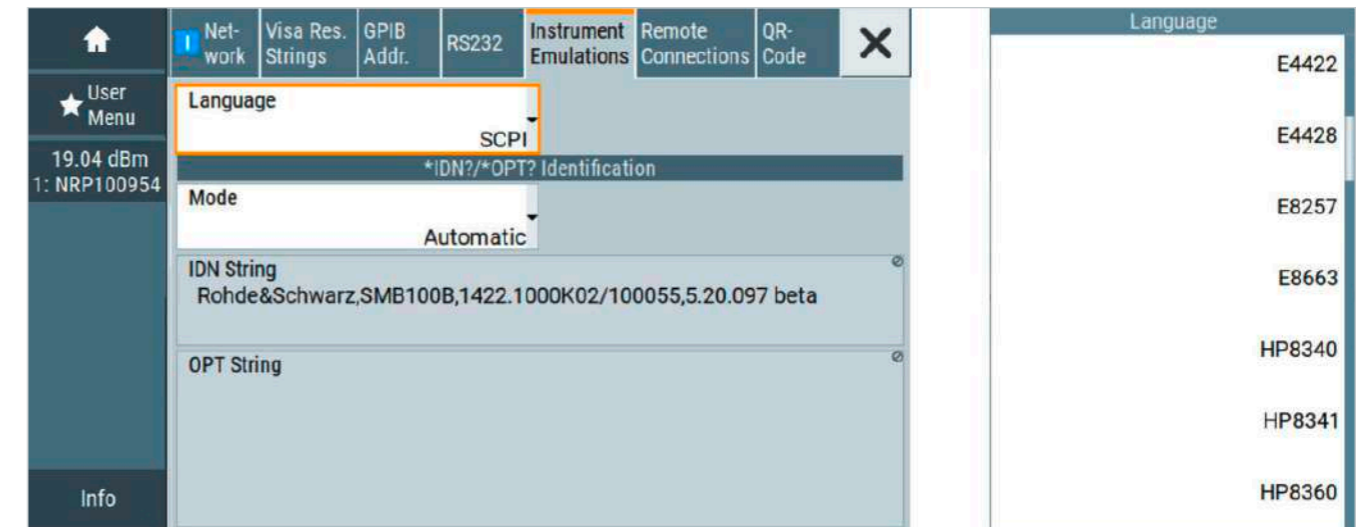 Net-
work
Visa Res.
Strings
GPIB
Addr.
RS232
Instrument
Emulations
Remote
Connections
QR-
Code
User
Menu
19.04 dBm
1: NRP100954
Info
Language
SCPI
*IDN?/*OPT? Identification
Mode
Automatic
IDN String
Rohde&Schwarz,SMB100B,1422.1000K02/100055,5.20.097 beta
OPT String
Language
E4422
E4428
E8257
E8663
HP8340
HP8341
HP8360